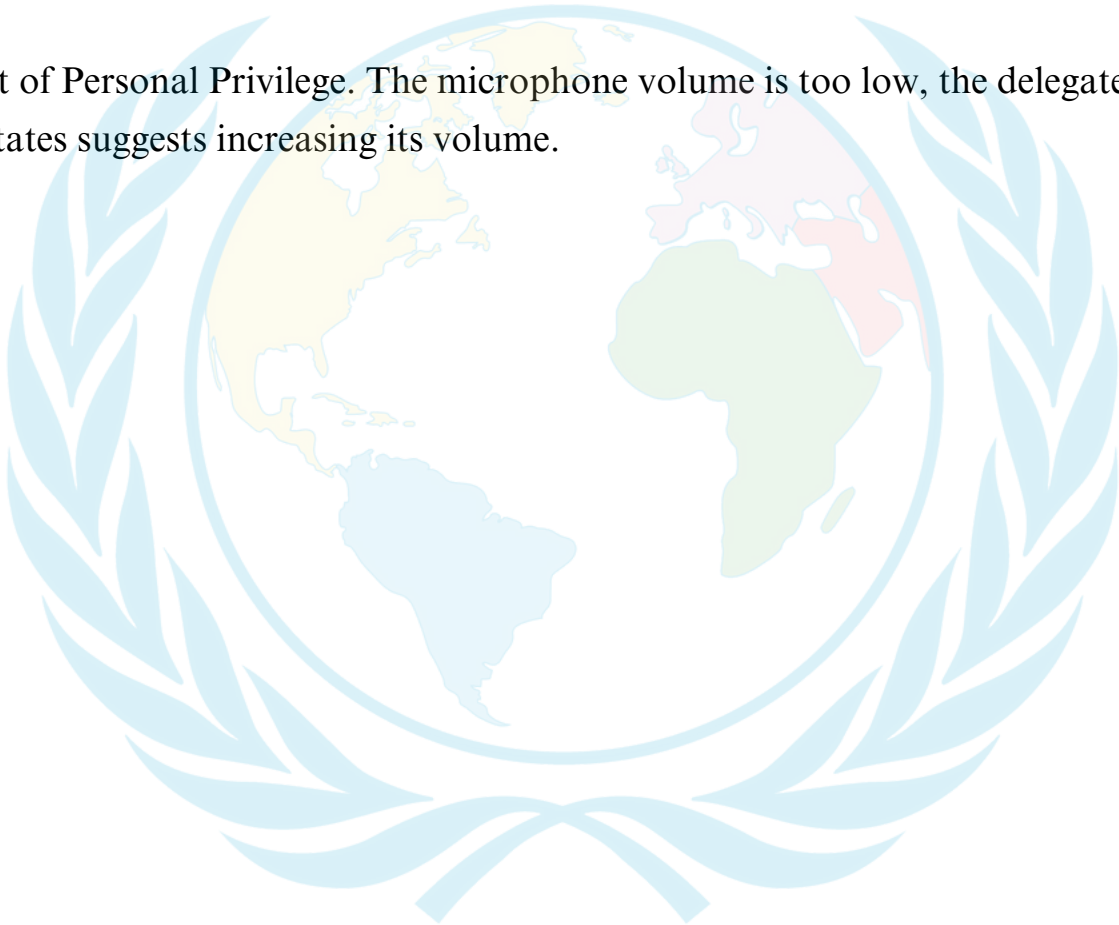 t of Personal Privilege. The microphone volume is too low, the delegate
tates suggests increasing its volume.